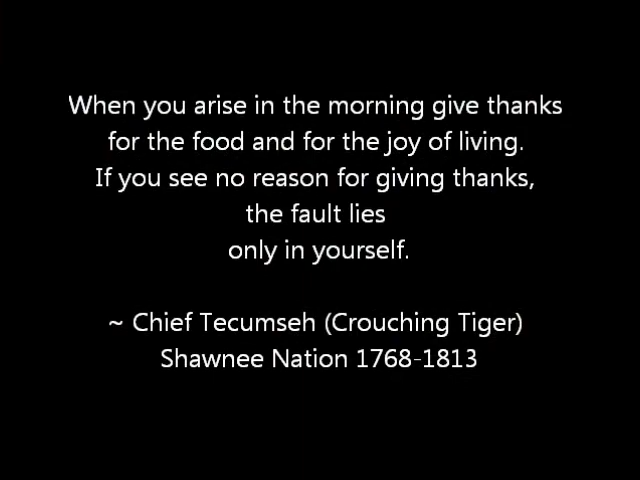 When you arise in the morning give thanks
for the food and for the joy of living.
If you see no reason for giving thanks,
the fault lies
only in yourself.
~ Chief Tecumseh (Crouching Tiger)
Shawnee Nation 1768-1813